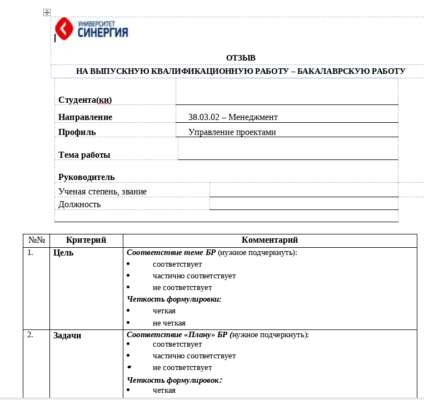 УНИВЕРСИТЕТ
СИНЕРГИЯ
ОТЗЫВ
НА ВЫПУСКНУЮ КВАЛИФИКАЦИОННУЮ РАБОТУ – БАКАЛАВРСКУЮ РАБОТУ
Студента(ки)
Направление 38.03.02 – Менеджмент
Профиль Управление проектами
Тема работы
Руководитель
Ученая степень, звание
Должность
№№ Критерий Комментарий
1. Цель Соответствие теме БР (нужное подчеркнуть):
• соответствует
• частично соответствует
• не соответствует
Четкость формулировки:
• четкая
• не четкая
2. Задачи Соответствие «Плану» БР (нужное подчеркнуть):
• соответствует
• частично соответствует
• не соответствует
Четкость формулировок:
• четкая